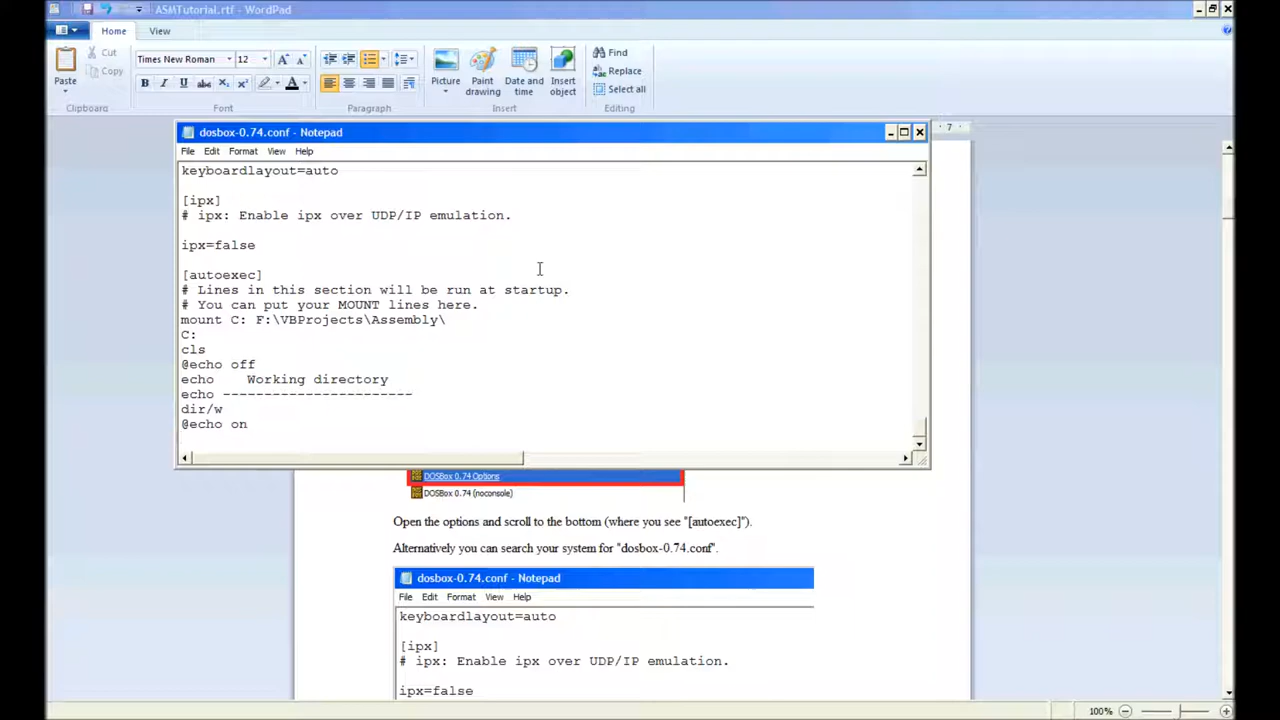 ASMTutorial.rtf - WordPad
Home View
Cut
Copy
Paste
Clipboard
Times New Roman 12
B I U abc X₂ X²
Font
Paragraph
Picture
Paint drawing
Date and time
Insert object
Insert
Find
Replace
Select all
Editing
7
dosbox-0.74.conf - Notepad
File Edit Format View Help
keyboardlayout=auto
[ipx]
# ipx: Enable ipx over UDP/IP emulation.
ipx=false
[autoexec]
# Lines in this section will be run at startup.
# You can put your MOUNT lines here.
mount C: F:\VBProjects\Assembly\
C:
cls
@echo off
echo    Working directory
echo -----------------------
dir/w
@echo on
DOSBox 0.74 Options
DOSBox 0.74 (noconsole)
Open the options and scroll to the bottom (where you see "[autoexec]").
Alternatively you can search your system for "dosbox-0.74.conf".
dosbox-0.74.conf - Notepad
File Edit Format View Help
keyboardlayout=auto
[ipx]
# ipx: Enable ipx over UDP/IP emulation.
ipx=false
100%